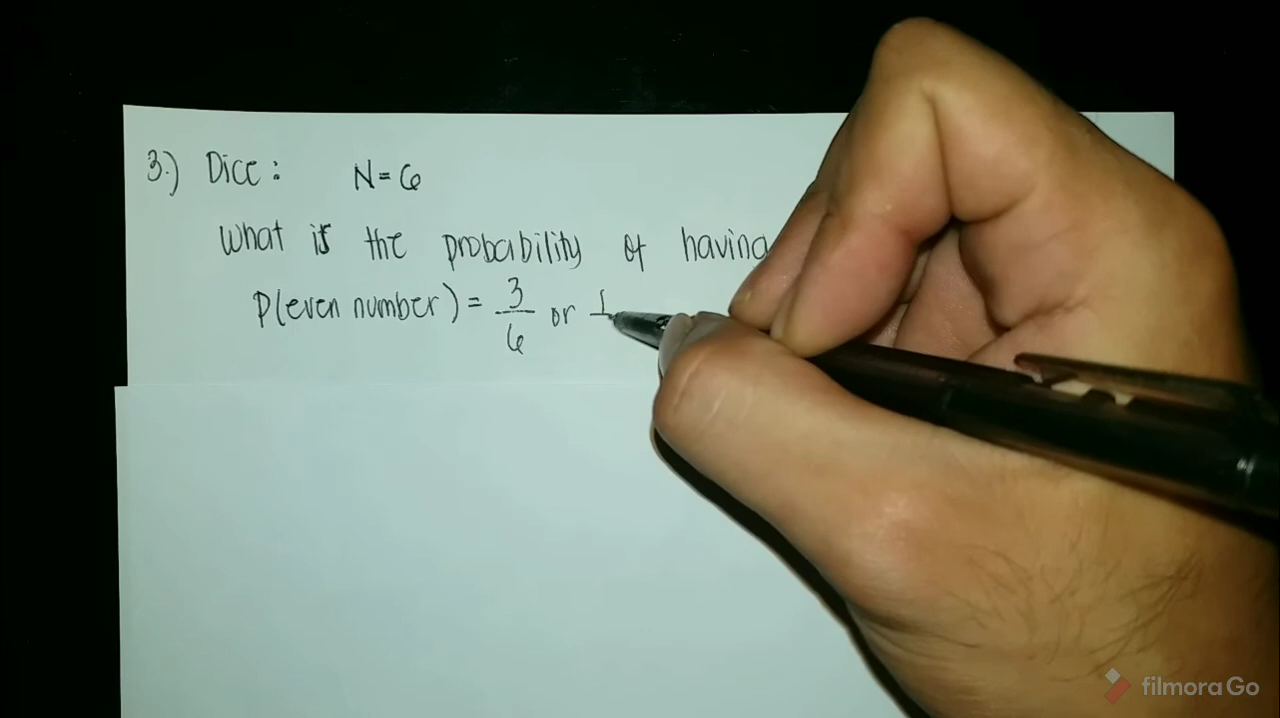 3.) Dice: N=6
What is the probability of having
P(even number) = 3/6 or 1
filmoraGo